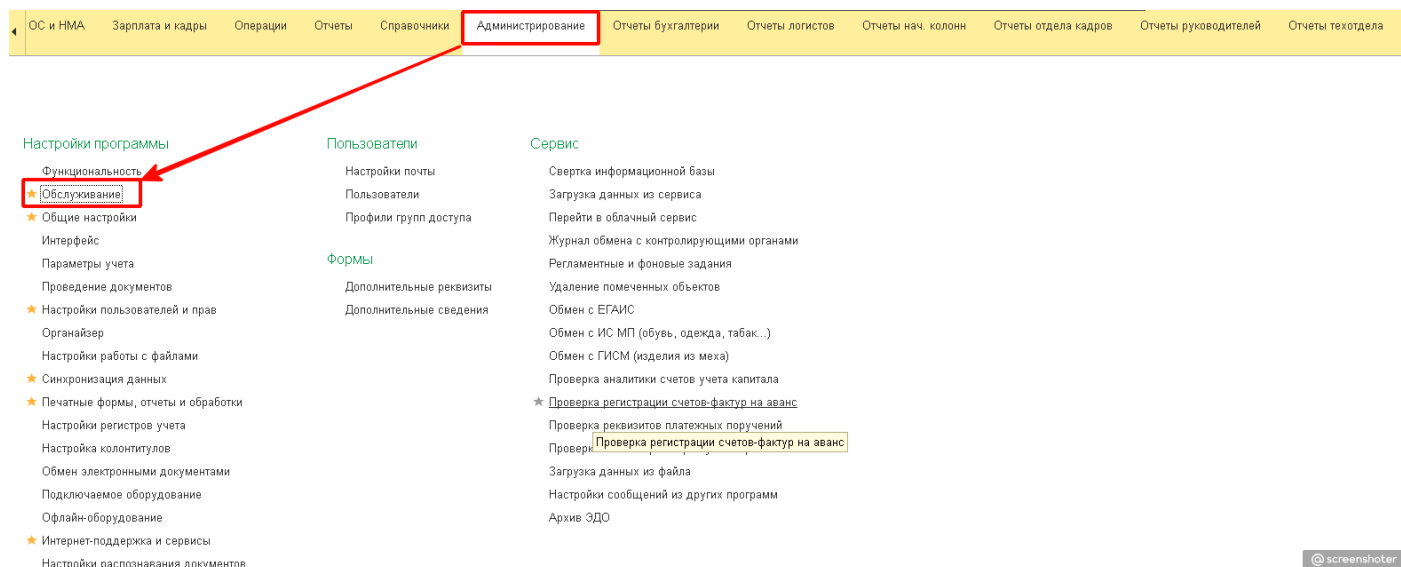 ОС и НМА Зарплата и кадры Операции Отчеты Справочники Администрирование Отчеты бухгалтерии Отчеты логистов Отчеты нач. колонн Отчеты отдела кадров Отчеты руководителей Отчеты техотдела
Настройки программы
Функциональность
Обслуживание
Общие настройки
Интерфейс
Параметры учета
Проведение документов
Настройки пользователей и прав
Органайзер
Настройки работы с файлами
Синхронизация данных
Печатные формы, отчеты и обработки
Настройки регистров учета
Настройка колонтитулов
Обмен электронными документами
Подключаемое оборудование
Офлайн-оборудование
Интернет-поддержка и сервисы
Настройки распознавания документов
Пользователи
Настройки почты
Пользователи
Профили групп доступа
Формы
Дополнительные реквизиты
Дополнительные сведения
Сервис
Свертка информационной базы
Загрузка данных из сервиса
Перейти в облачный сервис
Журнал обмена с контролирующими органами
Регламентные и фоновые задания
Удаление помеченных объектов
Обмен с ЕГАИС
Обмен с ИС МП (обувь, одежда, табак...)
Обмен с ГИСМ (изделия из меха)
Проверка аналитики счетов учета капитала
Проверка регистрации счетов-фактур на аванс
Проверка реквизитов платежных поручений
Проверка регистрации счетов-фактур на аванс
Загрузка данных из файла
Настройки сообщений из других программ
Архив ЭДО
@screenshoter